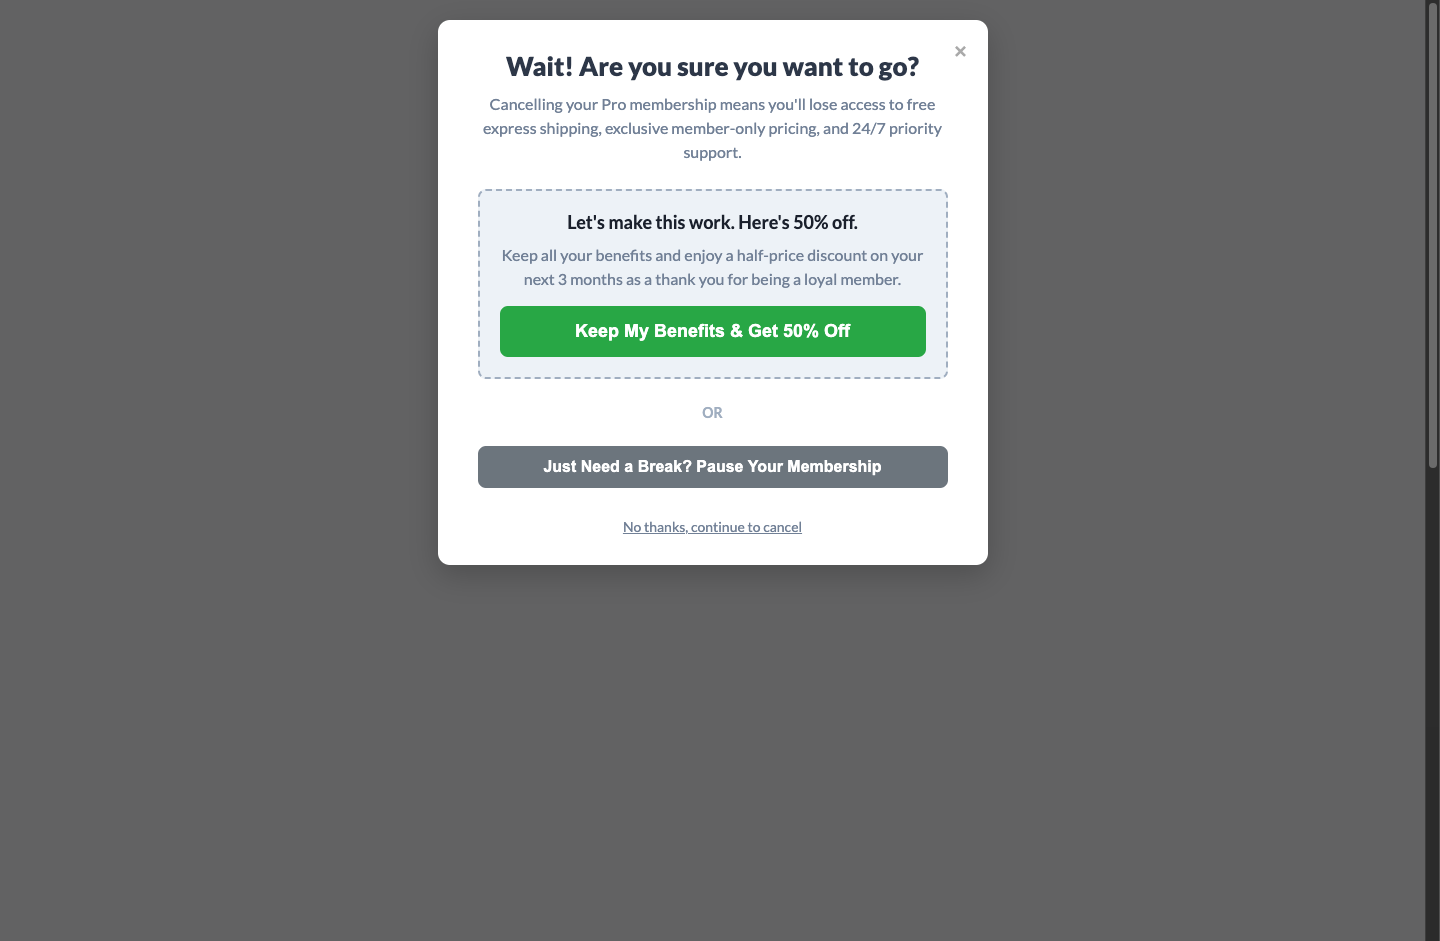 Wait! Are you sure you want to go?
×
Cancelling your Pro membership means you'll lose access to free
express shipping, exclusive member-only pricing, and 24/7 priority
support.
Let's make this work. Here's 50% off.
Keep all your benefits and enjoy a half-price discount on your
next 3 months as a thank you for being a loyal member.
Keep My Benefits & Get 50% Off
OR
Just Need a Break? Pause Your Membership
No thanks, continue to cancel